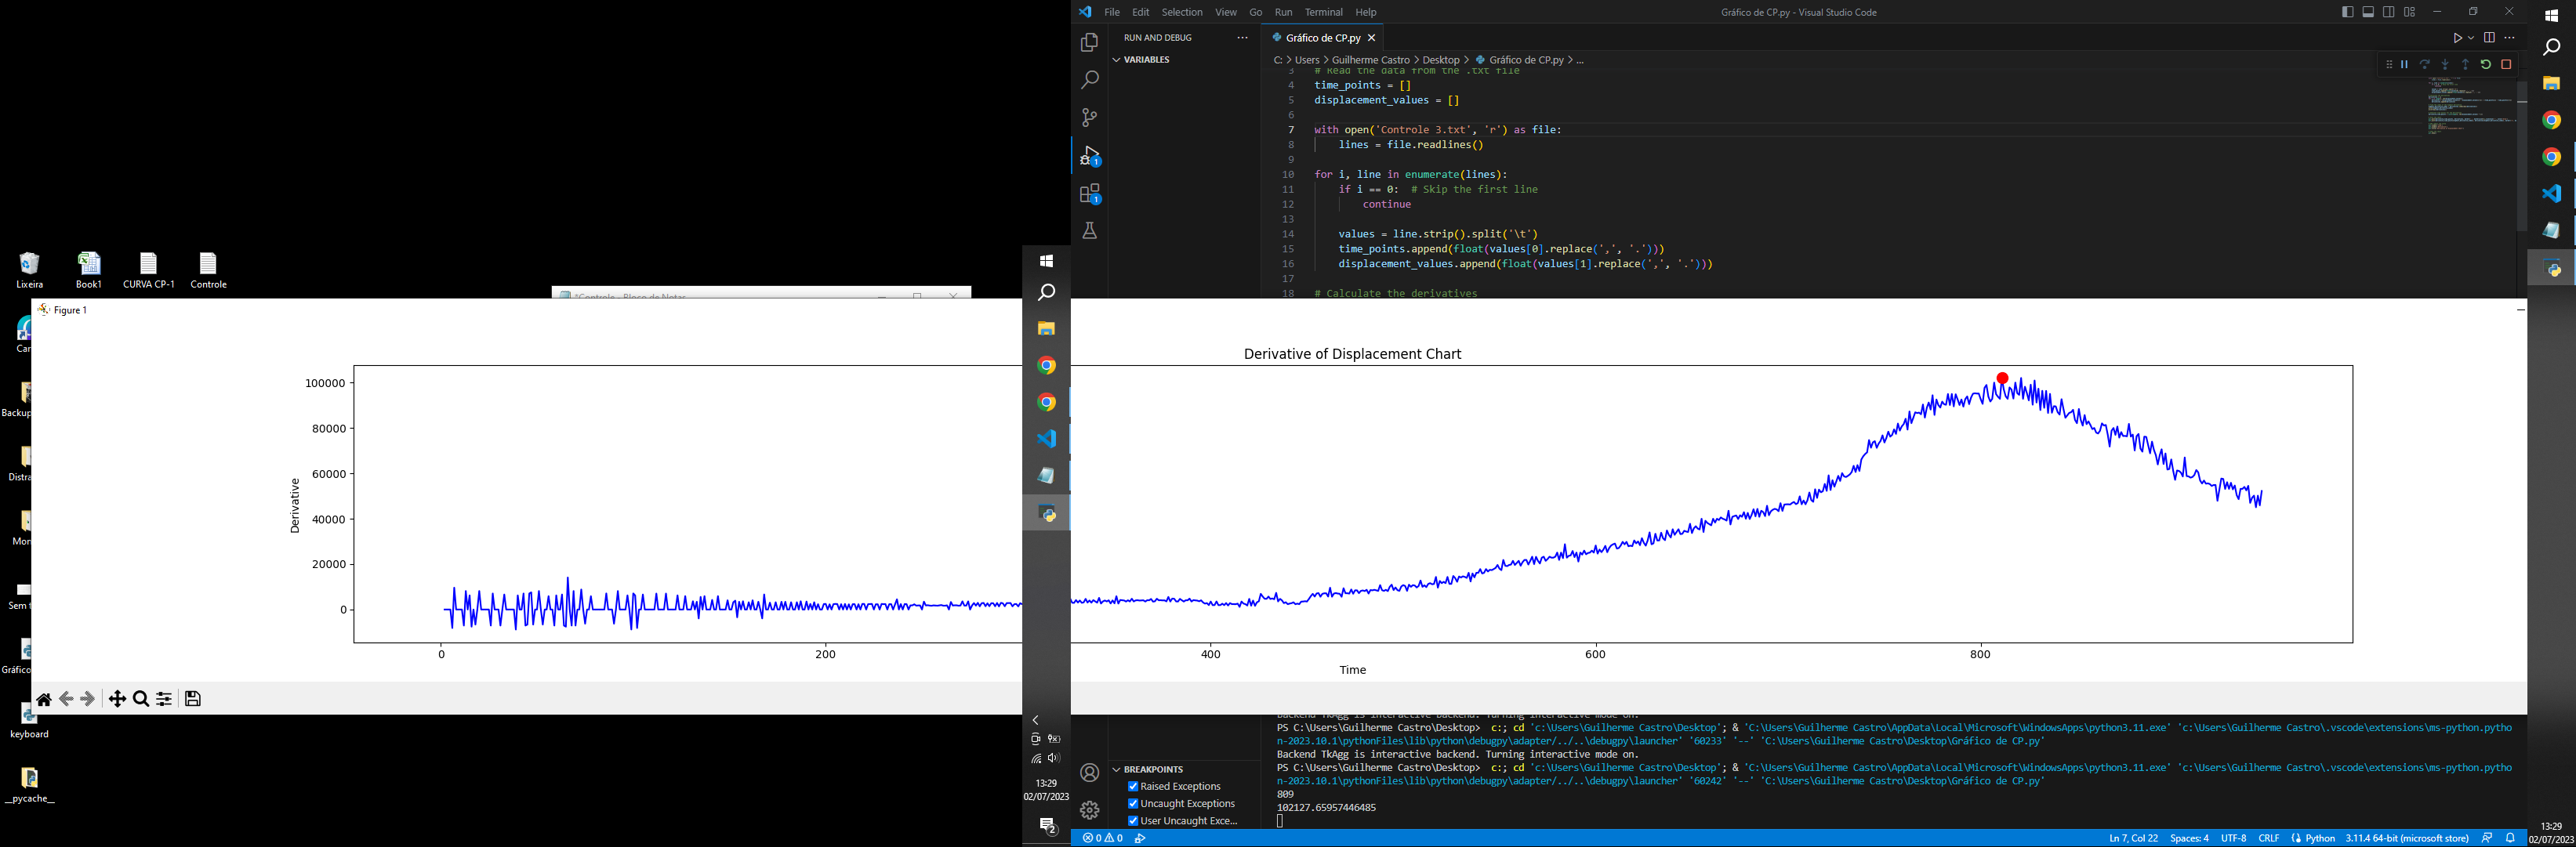 File Edit Selection View Go Run Terminal Help
Gráfico de CP.py - Visual Studio Code
RUN AND DEBUG
VARIABLES
Gráfico de CP.py
C: > Users > Guilherme Castro > Desktop > Gráfico de CP.py > ...
3 # Read the data from the .txt file
4 time_points = []
5 displacement_values = []
6
7 with open('Controle 3.txt', 'r') as file:
8 lines = file.readlines()
9
10 for i, line in enumerate(lines):
11 if i == 0: # Skip the first line
12 continue
13
14 values = line.strip().split('\t')
15 time_points.append(float(values[0].replace(',', '.')))
16 displacement_values.append(float(values[1].replace(',', '.')))
17
18 # Calculate the derivatives
Lixeira
Book1
CURVA CP-1
Controle
*Controle - Bloco de Notas
Figure 1
Car
Backup
Distra
Mon
Sem t
Gráfico
keyboard
__pycache__
Derivative of Displacement Chart
100000
80000
60000
40000
20000
0
Derivative
0
200
400
600
800
Time
13:29
02/07/2023
2
Backend TkAgg is interactive backend. Turning interactive mode on.
PS C:\Users\Guilherme Castro\Desktop> c:; cd 'c:\Users\Guilherme Castro\Desktop'; & 'C:\Users\Guilherme Castro\AppData\Local\Microsoft\WindowsApps\python3.11.exe' 'c:\Users\Guilherme Castro\.vscode\extensions\ms-python.pytho
n-2023.10.1\pythonFiles\lib\python\debugpy\adapter/../..\debugpy\launcher' '60233' '--' 'C:\Users\Guilherme Castro\Desktop\Gráfico de CP.py'
Backend TkAgg is interactive backend. Turning interactive mode on.
PS C:\Users\Guilherme Castro\Desktop> c:; cd 'c:\Users\Guilherme Castro\Desktop'; & 'C:\Users\Guilherme Castro\AppData\Local\Microsoft\WindowsApps\python3.11.exe' 'c:\Users\Guilherme Castro\.vscode\extensions\ms-python.pytho
n-2023.10.1\pythonFiles\lib\python\debugpy\adapter/../..\debugpy\launcher' '60242' '--' 'C:\Users\Guilherme Castro\Desktop\Gráfico de CP.py'
809
102127.65957446485
BREAKPOINTS
Raised Exceptions
Uncaught Exceptions
User Uncaught Exce...
1
1
0 0
Ln 7, Col 22 Spaces: 4 UTF-8 CRLF Python 3.11.4 64-bit (microsoft store)
13:29
02/07/2023